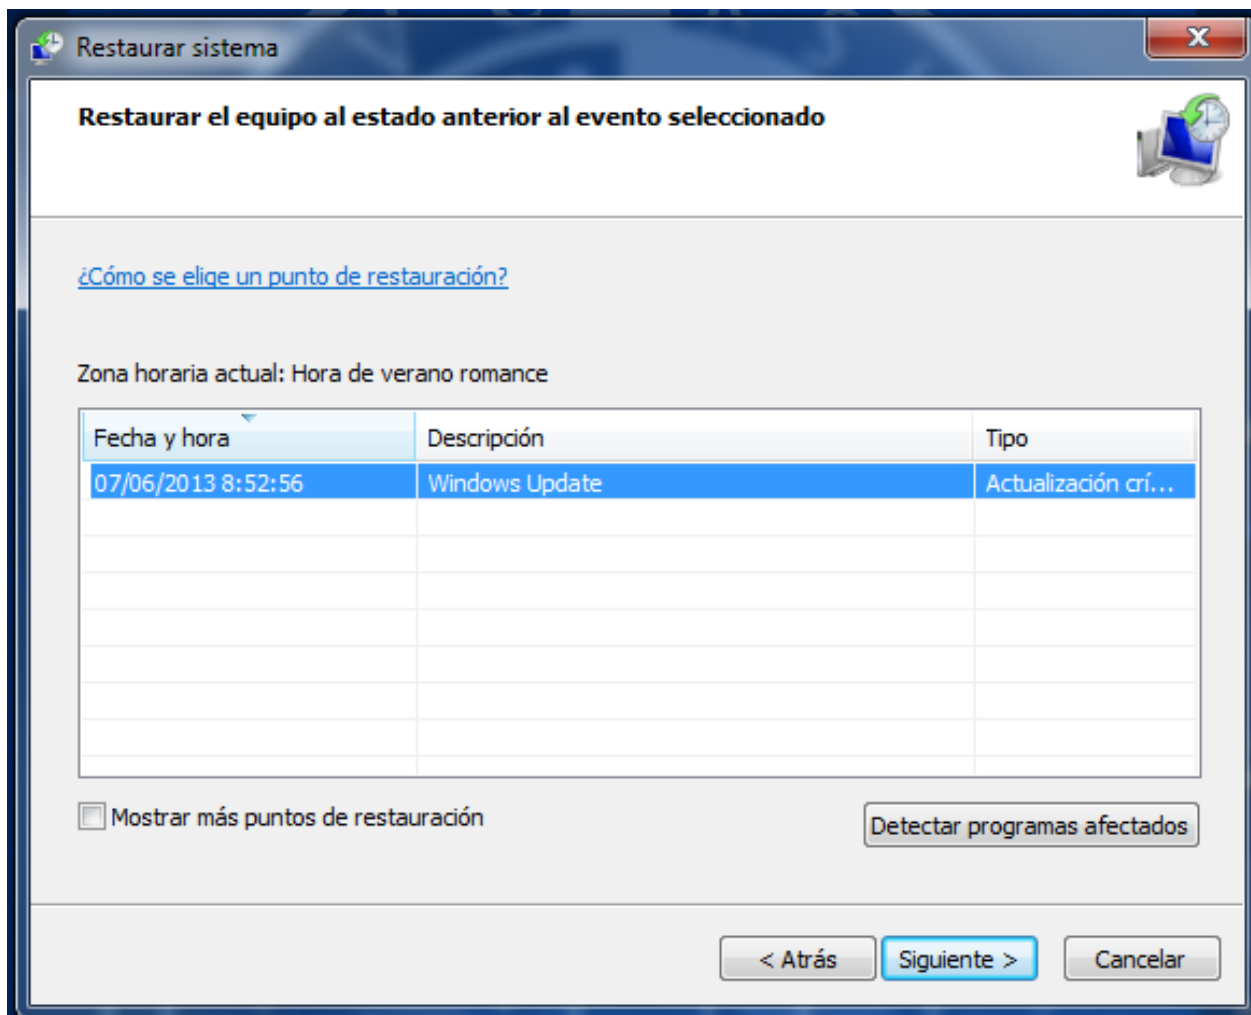 Restaurar sistema
Restaurar el equipo al estado anterior al evento seleccionado
¿Cómo se elige un punto de restauración?
Zona horaria actual: Hora de verano romance
Fecha y hora Descripción Tipo
07/06/2013 8:52:56 Windows Update Actualización crí...
Mostrar más puntos de restauración
Detectar programas afectados
< Atrás Siguiente > Cancelar